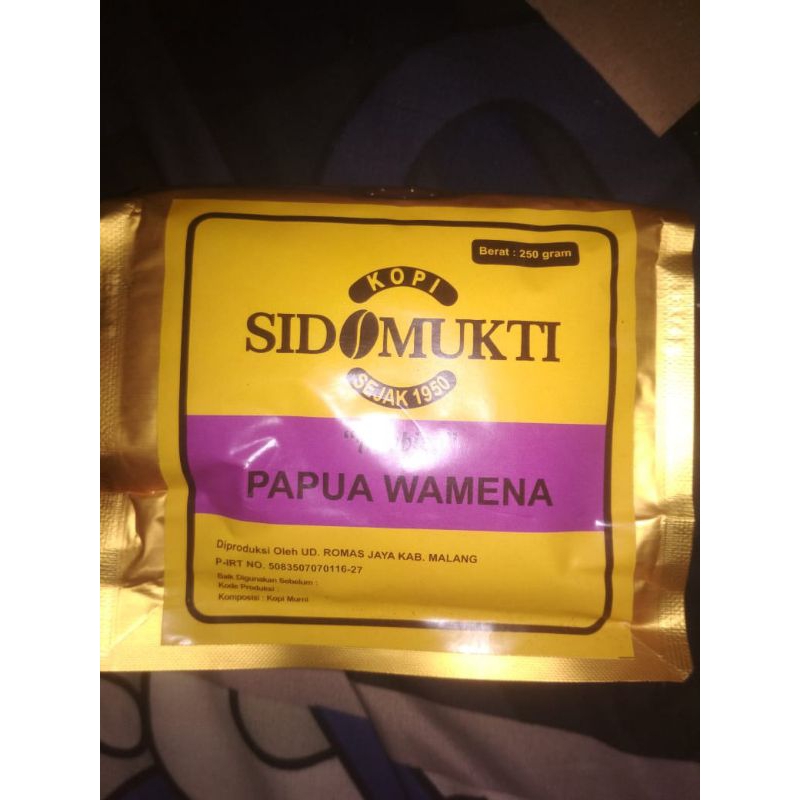 Berat : 250 gram
KOPI
SIDOMUKTI
SEJAK 1950
PAPUA WAMENA
Diproduksi Oleh UD. ROMAS JAYA KAB. MALANG
P-IRT NO. 5083507070116-27
Baik Digunakan Sebelum :
Kode Produksi :
Komposisi : Kopi Murni